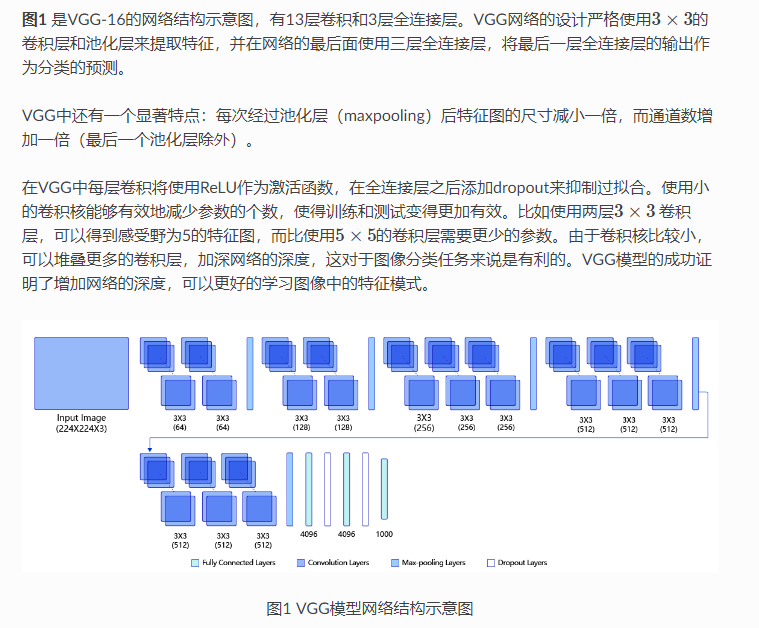 图1 是VGG-16的网络结构示意图，有13层卷积和3层全连接层。VGG网络的设计严格使用3 × 3的
卷积层和池化层来提取特征，并在网络的最后面使用三层全连接层，将最后一层全连接层的输出作
为分类的预测。
VGG中还有一个显著特点：每次经过池化层（maxpooling）后特征图的尺寸减小一倍，而通道数增
加一倍（最后一个池化层除外）。
在VGG中每层卷积将使用ReLU作为激活函数，在全连接层之后添加dropout来抑制过拟合。使用小
的卷积核能够有效地减少参数的个数，使得训练和测试变得更加有效。比如使用两层3 × 3 卷积
层，可以得到感受野为5的特征图，而比使用5 × 5的卷积层需要更少的参数。由于卷积核比较小，
可以堆叠更多的卷积层，加深网络的深度，这对于图像分类任务来说是有利的。VGG模型的成功证
明了增加网络的深度，可以更好的学习图像中的特征模式。
Input Image
(224X224X3)
3X3 3X3 3X3 3X3 3X3 3X3 3X3 3X3 3X3 3X3
(64) (64) (128) (128) (256) (256) (256) (512) (512) (512)
3X3 3X3 3X3 4096 4096 1000
(512) (512) (512)
Fully Connected Layers Convolution Layers Max-pooling Layers Dropout Layers
图1 VGG模型网络结构示意图